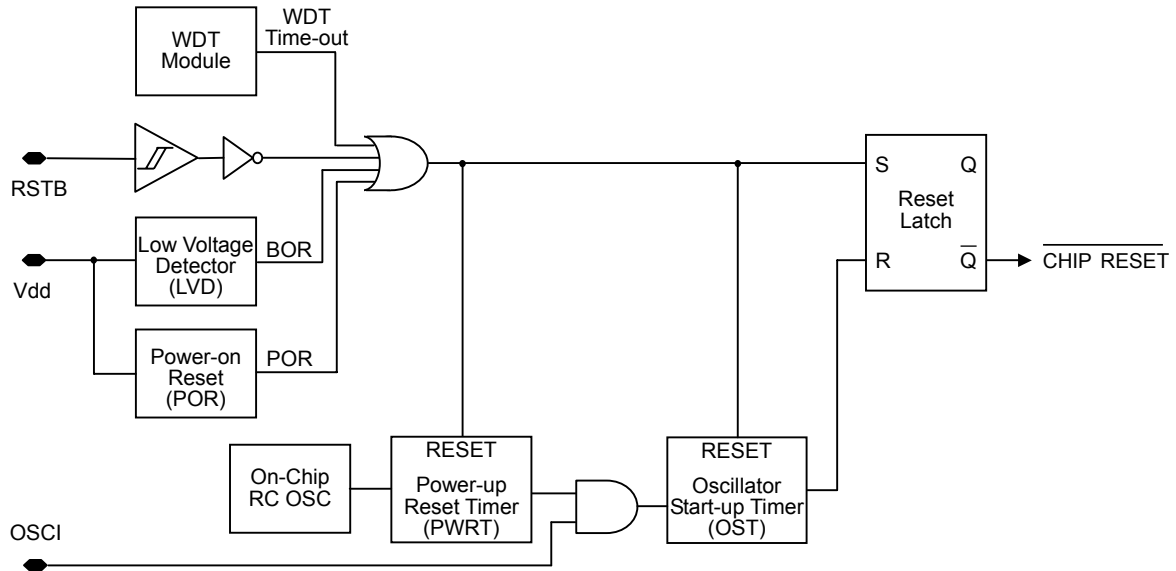 WDT
Module
WDT
Time-out
RSTB
Low Voltage
Detector
(LVD)
BOR
Vdd
Power-on
Reset
(POR)
POR
S Q
Reset
Latch
R Q
CHIP RESET
On-Chip
RC OSC
RESET
Power-up
Reset Timer
(PWRT)
RESET
Oscillator
Start-up Timer
(OST)
OSCI